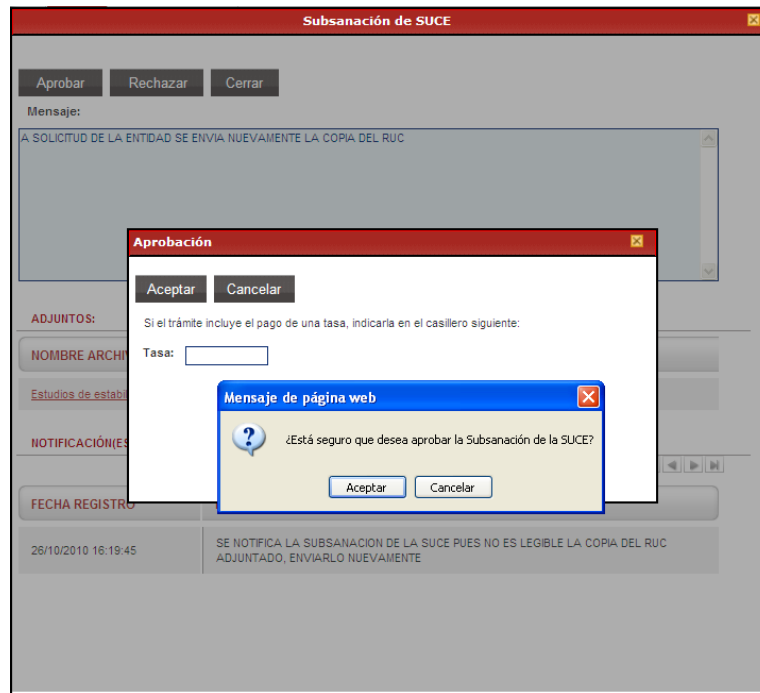 Subsanación de SUCE
Aprobar Rechazar Cerrar
Mensaje:
A SOLICITUD DE LA ENTIDAD SE ENVIA NUEVAMENTE LA COPIA DEL RUC
Aprobación
Aceptar Cancelar
Si el trámite incluye el pago de una tasa, indicarla en el casillero siguiente:
Tasa:
Mensaje de página web
¿Está seguro que desea aprobar la Subsanación de la SUCE?
Aceptar Cancelar
ADJUNTOS:
NOMBRE ARCHI
Estudios de estabil
NOTIFICACIÓN(ES
FECHA REGISTRO
26/10/2010 16:19:45
SE NOTIFICA LA SUBSANACION DE LA SUCE PUES NO ES LEGIBLE LA COPIA DEL RUC
ADJUNTADO, ENVIARLO NUEVAMENTE